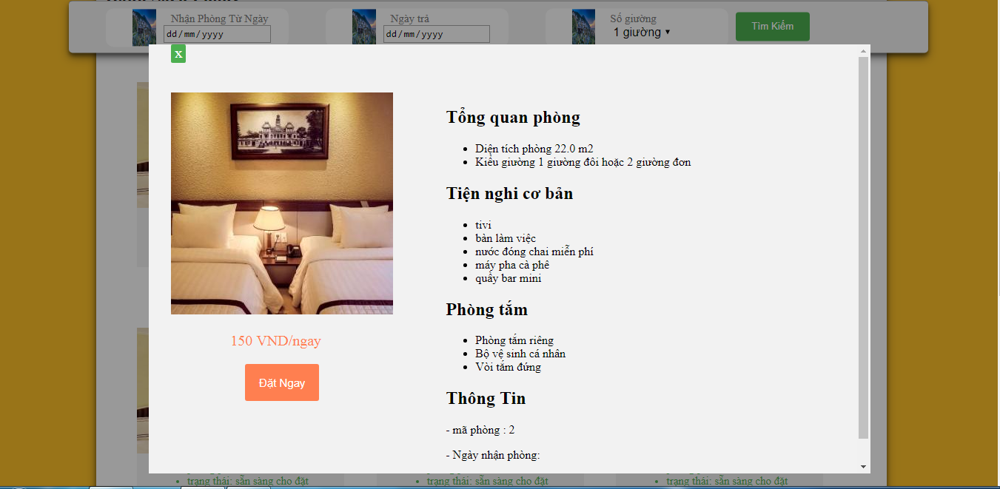 Nhận Phòng Từ Ngày
dd/mm/yyyy
Ngày trả
dd/mm/yyyy
Số giường
1 giường
Tìm Kiếm
X
150 VND/ngay
Đặt Ngay
Tổng quan phòng
Diện tích phòng 22.0 m2
Kiểu giường 1 giường đôi hoặc 2 giường đơn
Tiện nghi cơ bản
tivi
bàn làm việc
nước đóng chai miễn phí
máy pha cà phê
quầy bar mini
Phòng tắm
Phòng tắm riêng
Bộ vệ sinh cá nhân
Vòi tắm đứng
Thông Tin
- mã phòng : 2
- Ngày nhận phòng:
trạng thái: sẵn sàng cho đặt
trạng thái: sẵn sàng cho đặt
trạng thái: sẵn sàng cho đặt